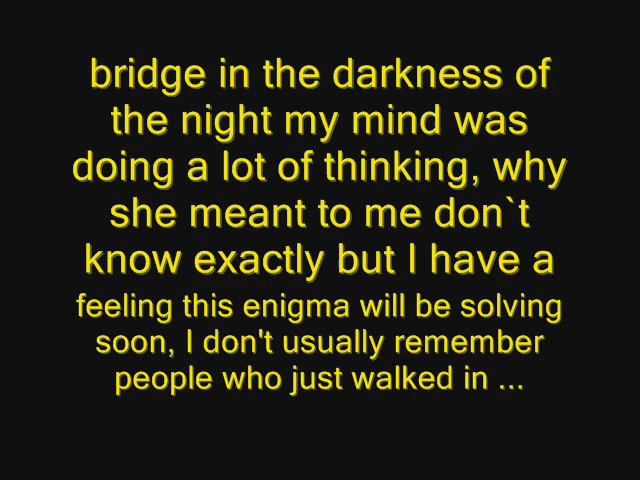 bridge in the darkness of
the night my mind was
doing a lot of thinking, why
she meant to me don`t
know exactly but I have a
feeling this enigma will be solving
soon, I don't usually remember
people who just walked in ...